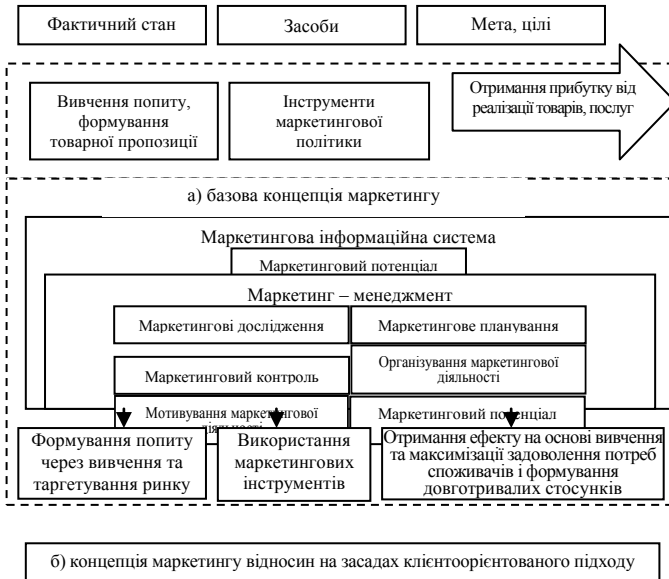 Фактичний стан
Засоби
Мета, цілі
Вивчення попиту,
формування
товарної пропозиції
Інструменти
маркетингової
політики
Отримання прибутку від
реалізації товарів, послуг
а) базова концепція маркетингу
Маркетингова інформаційна система
Маркетинговий потенціал
Маркетинг – менеджмент
Маркетингові дослідження
Маркетингове планування
Маркетинговий контроль
Організування маркетингової
діяльності
Мотивування маркетингової
діяльності
Маркетинговий потенціал
Формування попиту
через вивчення та
таргетування ринку
Використання
маркетингових
інструментів
Отримання ефекту на основі вивчення
та максимізації задоволення потреб
споживачів і формування
довготривалих стосунків
б) концепція маркетингу відносин на засадах клієнтоорієнтованого підходу